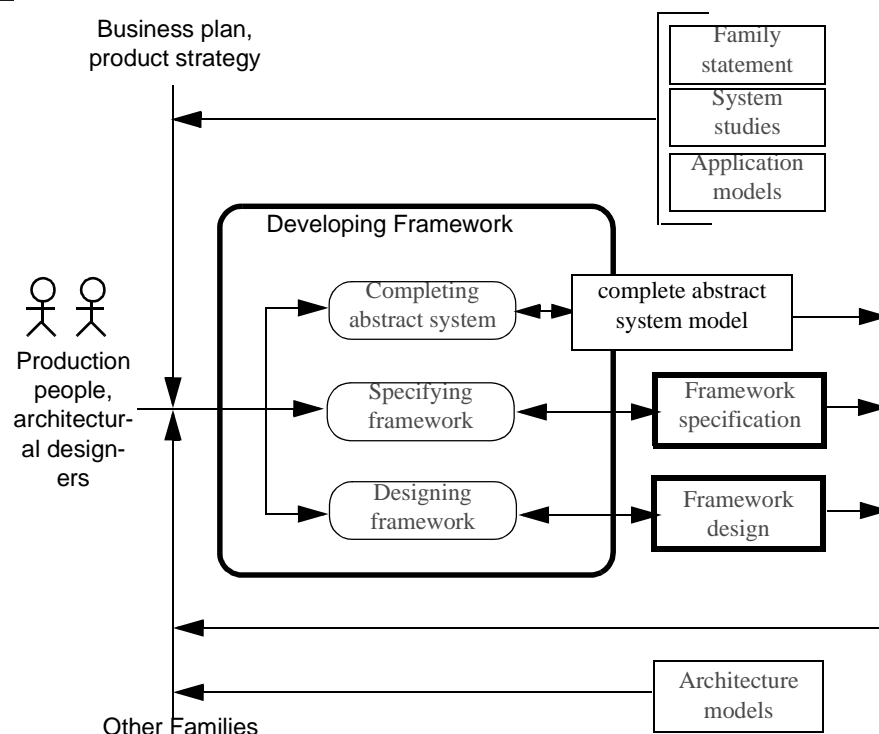 Business plan,
product strategy
Family
statement
System
studies
Application
models
Developing Framework
Completing
abstract system
complete abstract
system model
Production
people,
architectur-
al design-
ers
Specifying
framework
Framework
specification
Designing
framework
Framework
design
Architecture
models
Other Families